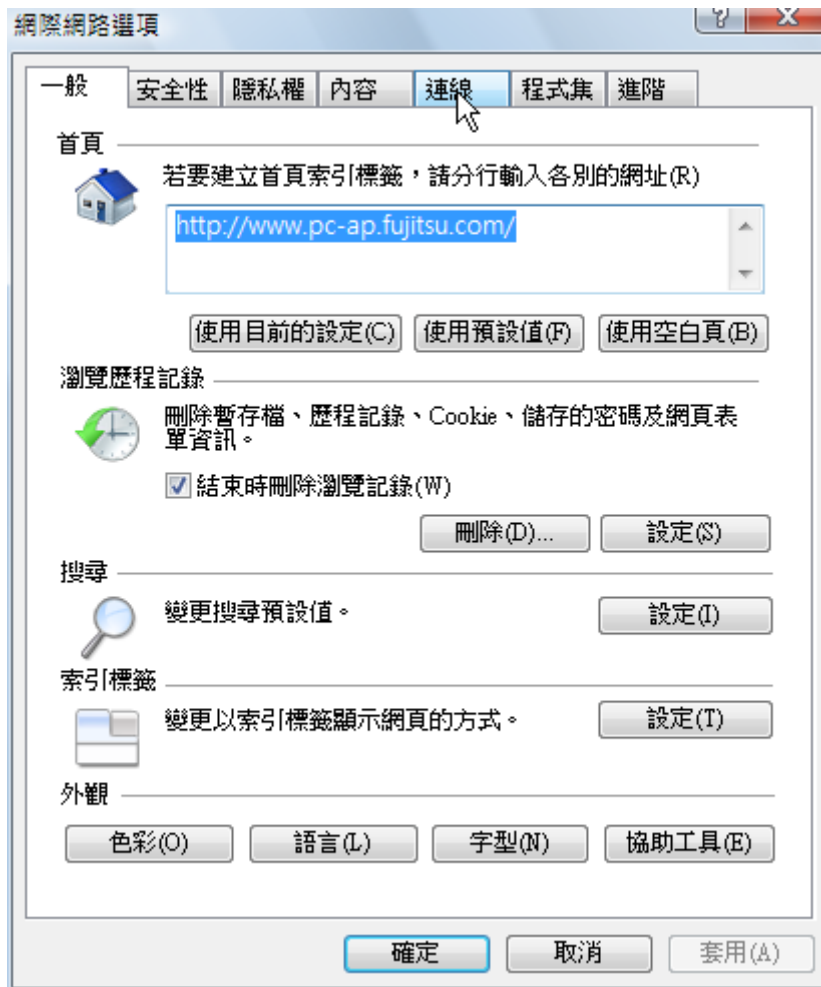 網際網路選項
一般 安全性 隱私權 內容 連線 程式集 進階
首頁
若要建立首頁索引標籤，請分行輸入各別的網址(R)
http://www.pc-ap.fujitsu.com/
使用目前的設定(C) 使用預設值(F) 使用空白頁(B)
瀏覽歷程記錄
刪除暫存檔、歷程記錄、Cookie、儲存的密碼及網頁表
單資訊。
結束時刪除瀏覽記錄(W)
刪除(D)... 設定(S)
搜尋
變更搜尋預設值。 設定(I)
索引標籤
變更以索引標籤顯示網頁的方式。 設定(T)
外觀
色彩(O) 語言(L) 字型(N) 協助工具(E)
確定 取消 套用(A)